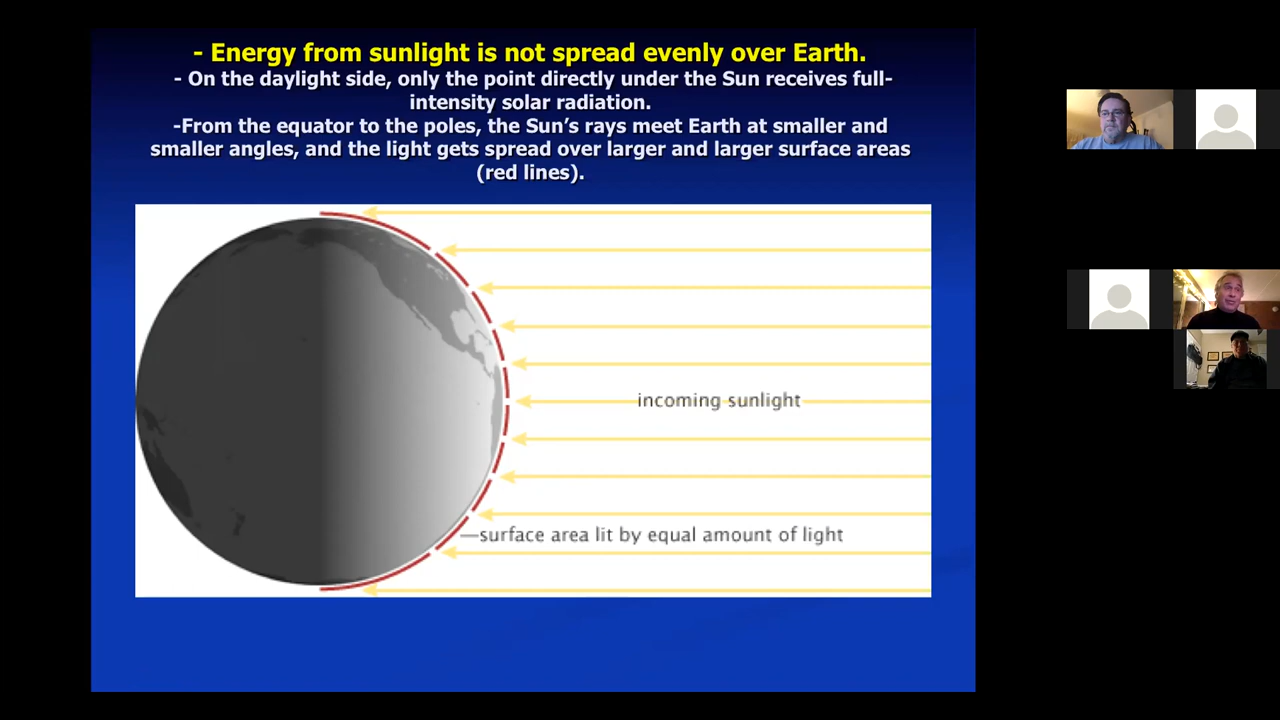 - Energy from sunlight is not spread evenly over Earth.
- On the daylight side, only the point directly under the Sun receives full-
intensity solar radiation.
-From the equator to the poles, the Sun’s rays meet Earth at smaller and
smaller angles, and the light gets spread over larger and larger surface areas
(red lines).
incoming sunlight
surface area lit by equal amount of light